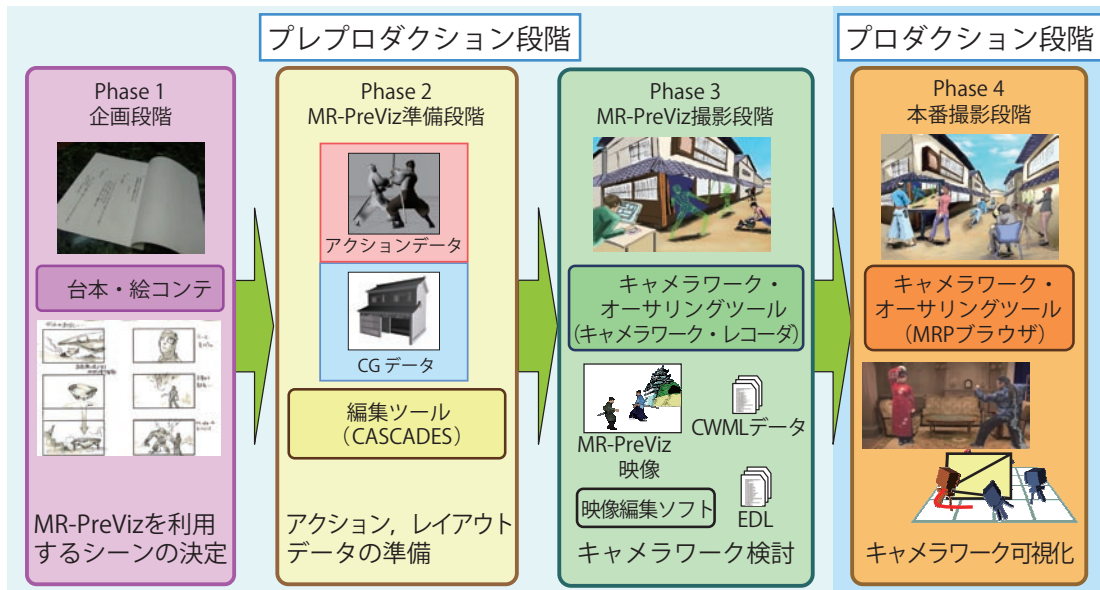 プレプロダクション段階
プロダクション段階
Phase 1
企画段階
台本・絵コンテ
MR-PreVizを利用
するシーンの決定
Phase 2
MR-PreViz準備段階
アクションデータ
CGデータ
編集ツール
（CASCADES）
アクション，レイアウト
データの準備
Phase 3
MR-PreViz撮影段階
キャメラワーク・
オーサリングツール
(キャメラワーク・レコーダ)
MR-PreViz
映像
CWMLデータ
映像編集ソフト
EDL
キャメラワーク検討
Phase 4
本番撮影段階
キャメラワーク・
オーサリングツール
（MRPブラウザ）
キャメラワーク可視化